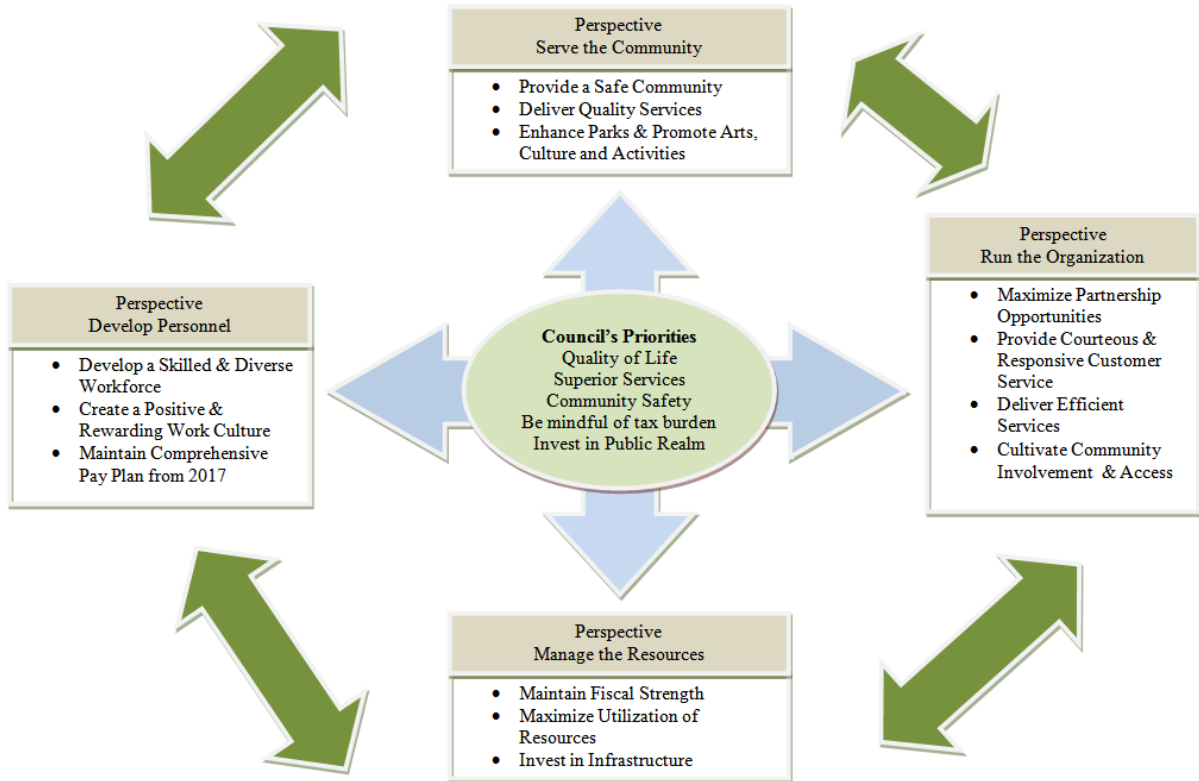 Perspective
Serve the Community
• Provide a Safe Community
• Deliver Quality Services
• Enhance Parks & Promote Arts,
Culture and Activities
Perspective
Develop Personnel
• Develop a Skilled & Diverse
Workforce
• Create a Positive &
Rewarding Work Culture
• Maintain Comprehensive
Pay Plan from 2017
Council’s Priorities
Quality of Life
Superior Services
Community Safety
Be mindful of tax burden
Invest in Public Realm
Perspective
Run the Organization
• Maximize Partnership
Opportunities
• Provide Courteous &
Responsive Customer
Service
• Deliver Efficient
Services
• Cultivate Community
Involvement & Access
Perspective
Manage the Resources
• Maintain Fiscal Strength
• Maximize Utilization of
Resources
• Invest in Infrastructure